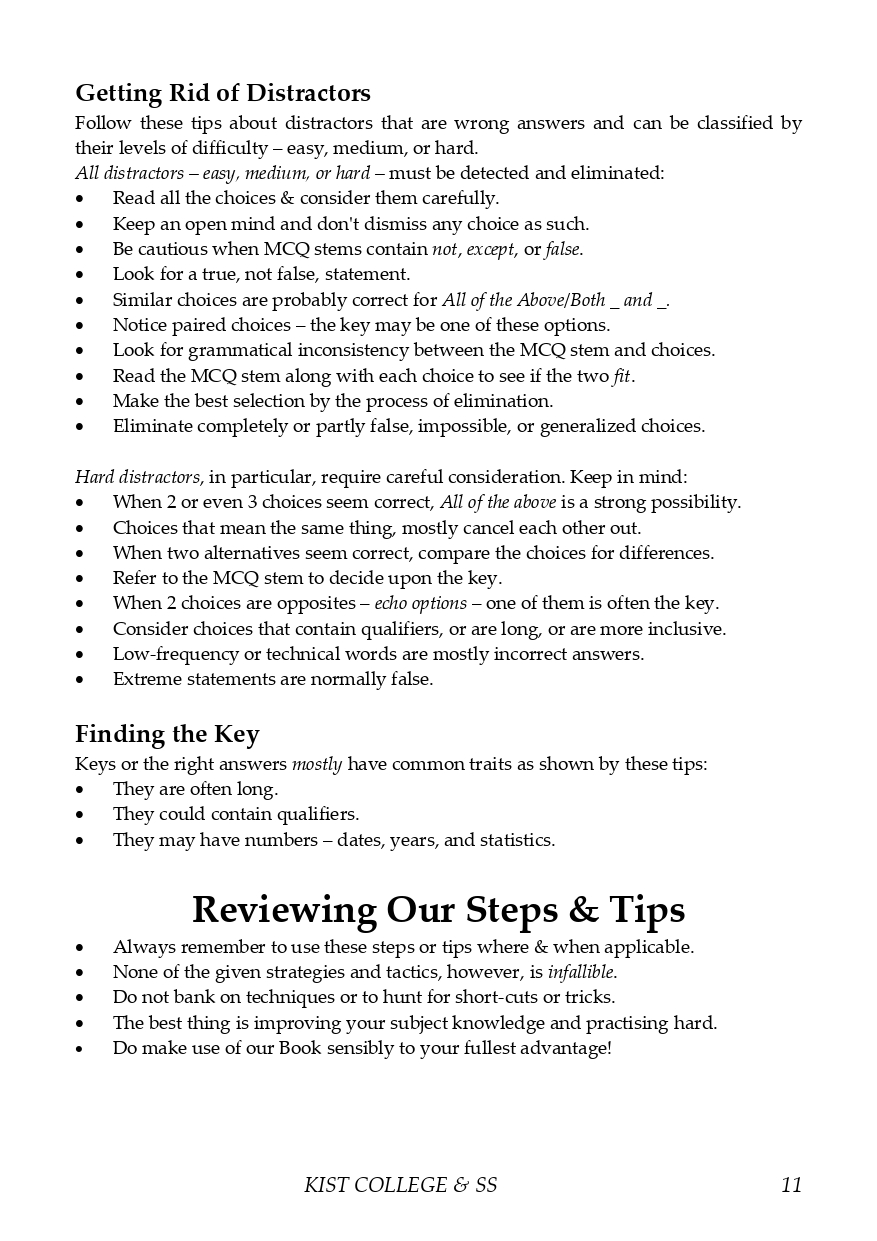 Getting Rid of Distractors
Follow these tips about distractors that are wrong answers and can be classified by
their levels of difficulty – easy, medium, or hard.
All distractors – easy, medium, or hard – must be detected and eliminated:
• Read all the choices & consider them carefully.
• Keep an open mind and don't dismiss any choice as such.
• Be cautious when MCQ stems contain not, except, or false.
• Look for a true, not false, statement.
• Similar choices are probably correct for All of the Above/Both _ and _.
• Notice paired choices – the key may be one of these options.
• Look for grammatical inconsistency between the MCQ stem and choices.
• Read the MCQ stem along with each choice to see if the two fit.
• Make the best selection by the process of elimination.
• Eliminate completely or partly false, impossible, or generalized choices.
Hard distractors, in particular, require careful consideration. Keep in mind:
• When 2 or even 3 choices seem correct, All of the above is a strong possibility.
• Choices that mean the same thing, mostly cancel each other out.
• When two alternatives seem correct, compare the choices for differences.
• Refer to the MCQ stem to decide upon the key.
• When 2 choices are opposites – echo options – one of them is often the key.
• Consider choices that contain qualifiers, or are long, or are more inclusive.
• Low-frequency or technical words are mostly incorrect answers.
• Extreme statements are normally false.
Finding the Key
Keys or the right answers mostly have common traits as shown by these tips:
• They are often long.
• They could contain qualifiers.
• They may have numbers – dates, years, and statistics.
Reviewing Our Steps & Tips
• Always remember to use these steps or tips where & when applicable.
• None of the given strategies and tactics, however, is infallible.
• Do not bank on techniques or to hunt for short-cuts or tricks.
• The best thing is improving your subject knowledge and practising hard.
• Do make use of our Book sensibly to your fullest advantage!
KIST COLLEGE & SS 11